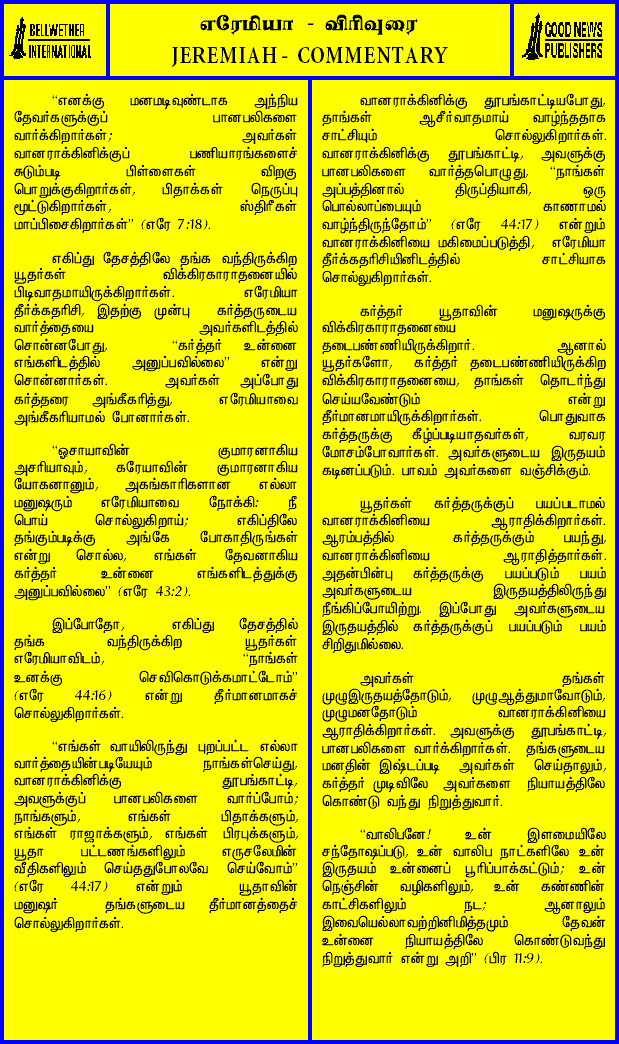 BELLWETHER
INTERNATIONAL
எரேமியா - விரிவுரை
JEREMIAH - COMMENTARY
GOOD NEWS
PUBLISHERS
“எனக்கு மனமடிவுண்டாக அந்நிய
தேவர்களுக்குப் பானபலிகளை
வார்க்கிறார்கள்; அவர்கள்
வானராக்கினிக்குப் பணியாரங்களைச்
சுடும்படி பிள்ளைகள் விறகு
பொறுக்குகிறார்கள், பிதாக்கள் நெருப்பு
மூட்டுகிறார்கள், ஸ்திரீகள்
மாப்பிசைகிறார்கள்” (எரே 7:18).
எகிப்து தேசத்திலே தங்க வந்திருக்கிற
யூதர்கள் விக்கிரகாராதனையில்
பிடிவாதமாயிருக்கிறார்கள். எரேமியா
தீர்க்கதரிசி, இதற்கு முன்பு கர்த்தருடைய
வார்த்தையை அவர்களிடத்தில்
சொன்னபோது, “கர்த்தர் உன்னை
எங்களிடத்தில் அனுப்பவில்லை” என்று
சொன்னார்கள். அவர்கள் அப்போது
கர்த்தரை அங்கீகரித்து, எரேமியாவை
அங்கீகரியாமல் போனார்கள்.
“ஓசாயாவின் குமாரனாகிய
அசரியாவும், கரேயாவின் குமாரனாகிய
யோகனானும், அகங்காரிகளான எல்லா
மனுஷரும் எரேமியாவை நோக்கி: நீ
பொய் சொல்லுகிறாய்; எகிப்திலே
தங்கும்படிக்கு அங்கே போகாதிருங்கள்
என்று சொல்ல, எங்கள் தேவனாகிய
கர்த்தர் உன்னை எங்களிடத்துக்கு
அனுப்பவில்லை” (எரே 43:2).
இப்போதோ, எகிப்து தேசத்தில்
தங்க வந்திருக்கிற யூதர்கள்
எரேமியாவிடம், “நாங்கள்
உனக்கு செவிகொடுக்கமாட்டோம்”
(எரே 44:16) என்று தீர்மானமாகச்
சொல்லுகிறார்கள்.
“எங்கள் வாயிலிருந்து புறப்பட்ட எல்லா
வார்த்தையின்படியேயும் நாங்கள்செய்து,
வானராக்கினிக்கு தூபங்காட்டி,
அவளுக்குப் பானபலிகளை வார்ப்போம்;
நாங்களும், எங்கள் பிதாக்களும்,
எங்கள் ராஜாக்களும், எங்கள் பிரபுக்களும்,
யூதா பட்டணங்களிலும் எருசலேமின்
வீதிகளிலும் செய்ததுபோலவே செய்வோம்”
(எரே 44:17) என்றும் யூதாவின்
மனுஷர் தங்களுடைய தீர்மானத்தைச்
சொல்லுகிறார்கள்.
வானராக்கினிக்கு தூபங்காட்டியபோது,
தாங்கள் ஆசீர்வாதமாய் வாழ்ந்ததாக
சாட்சியும் சொல்லுகிறார்கள்.
வானராக்கினிக்கு தூபங்காட்டி, அவளுக்கு
பானபலிகளை வார்த்தபொழுது, “நாங்கள்
அப்பத்தினால் திருப்தியாகி, ஒரு
பொல்லாப்பையும் காணாமல்
வாழ்ந்திருந்தோம்” (எரே 44:17) என்றும்
வானராக்கினியை மகிமைப்படுத்தி, எரேமியா
தீர்க்கதரிசியினிடத்தில் சாட்சியாக
சொல்லுகிறார்கள்.
கர்த்தர் யூதாவின் மனுஷருக்கு
விக்கிரகாராதனையை
தடைபண்ணியிருக்கிறார். ஆனால்
யூதர்களோ, கர்த்தர் தடைபண்ணியிருக்கிற
விக்கிரகாராதனையை, தாங்கள் தொடர்ந்து
செய்யவேண்டும் என்று
தீர்மானமாயிருக்கிறார்கள். பொதுவாக
கர்த்தருக்கு கீழ்ப்படியாதவர்கள், வரவர
மோசம்போவார்கள். அவர்களுடைய இருதயம்
கடினப்படும். பாவம் அவர்களை வஞ்சிக்கும்.
யூதர்கள் கர்த்தருக்குப் பயப்படாமல்
வானராக்கினியை ஆராதிக்கிறார்கள்.
ஆரம்பத்தில் கர்த்தருக்கும் பயந்து,
வானராக்கினியை ஆராதித்தார்கள்.
அதன்பின்பு கர்த்தருக்கு பயப்படும் பயம்
அவர்களுடைய இருதயத்திலிருந்து
நீங்கிப்போயிற்று. இப்போது அவர்களுடைய
இருதயத்தில் கர்த்தருக்குப் பயப்படும் பயம்
சிறிதுமில்லை.
அவர்கள் தங்கள்
முழுஇருதயத்தோடும், முழுஆத்துமாவோடும்,
முழுமனதோடும் வானராக்கினியை
ஆராதிக்கிறார்கள். அவளுக்கு தூபங்காட்டி,
பானபலிகளை வார்க்கிறார்கள். தங்களுடைய
மனதின் இஷ்டப்படி அவர்கள் செய்தாலும்,
கர்த்தர் முடிவிலே அவர்களை நியாயத்திலே
கொண்டு வந்து நிறுத்துவார்.
“வாலிபனே! உன் இளமையிலே
சந்தோஷப்படு, உன் வாலிப நாட்களிலே உன்
இருதயம் உன்னைப் பூரிப்பாக்கட்டும்; உன்
நெஞ்சின் வழிகளிலும், உன் கண்ணின்
காட்சிகளிலும் நட; ஆனாலும்
இவையெல்லாவற்றினிமித்தமும் தேவன்
உன்னை நியாயத்திலே கொண்டுவந்து
நிறுத்துவார் என்று அறி” (பிர 11:9).